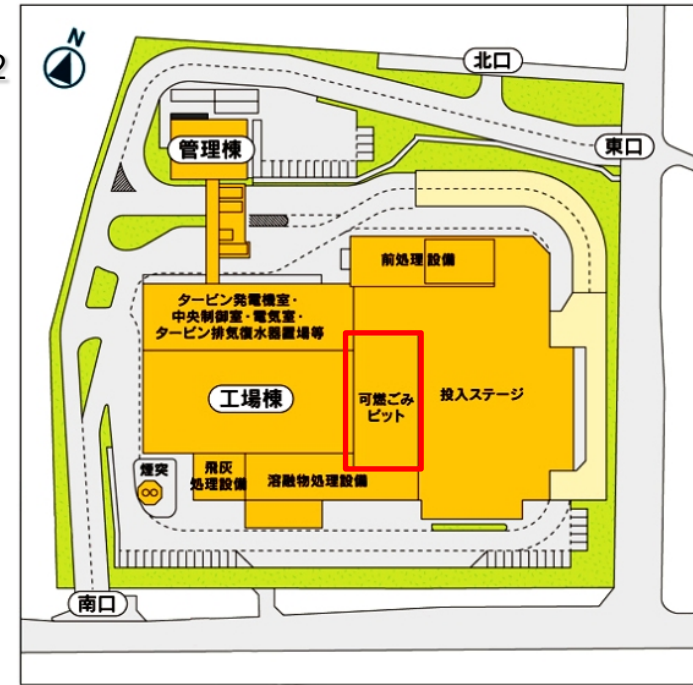 N
2
北口
東口
管理棟
前処理設備
タービン発電機室・
中央制御室・電気室・
タービン排気復水器置場等
工場棟
可燃ごみ
ピット
投入ステージ
煙突
飛灰
処理設備
溶融物処理設備
南口